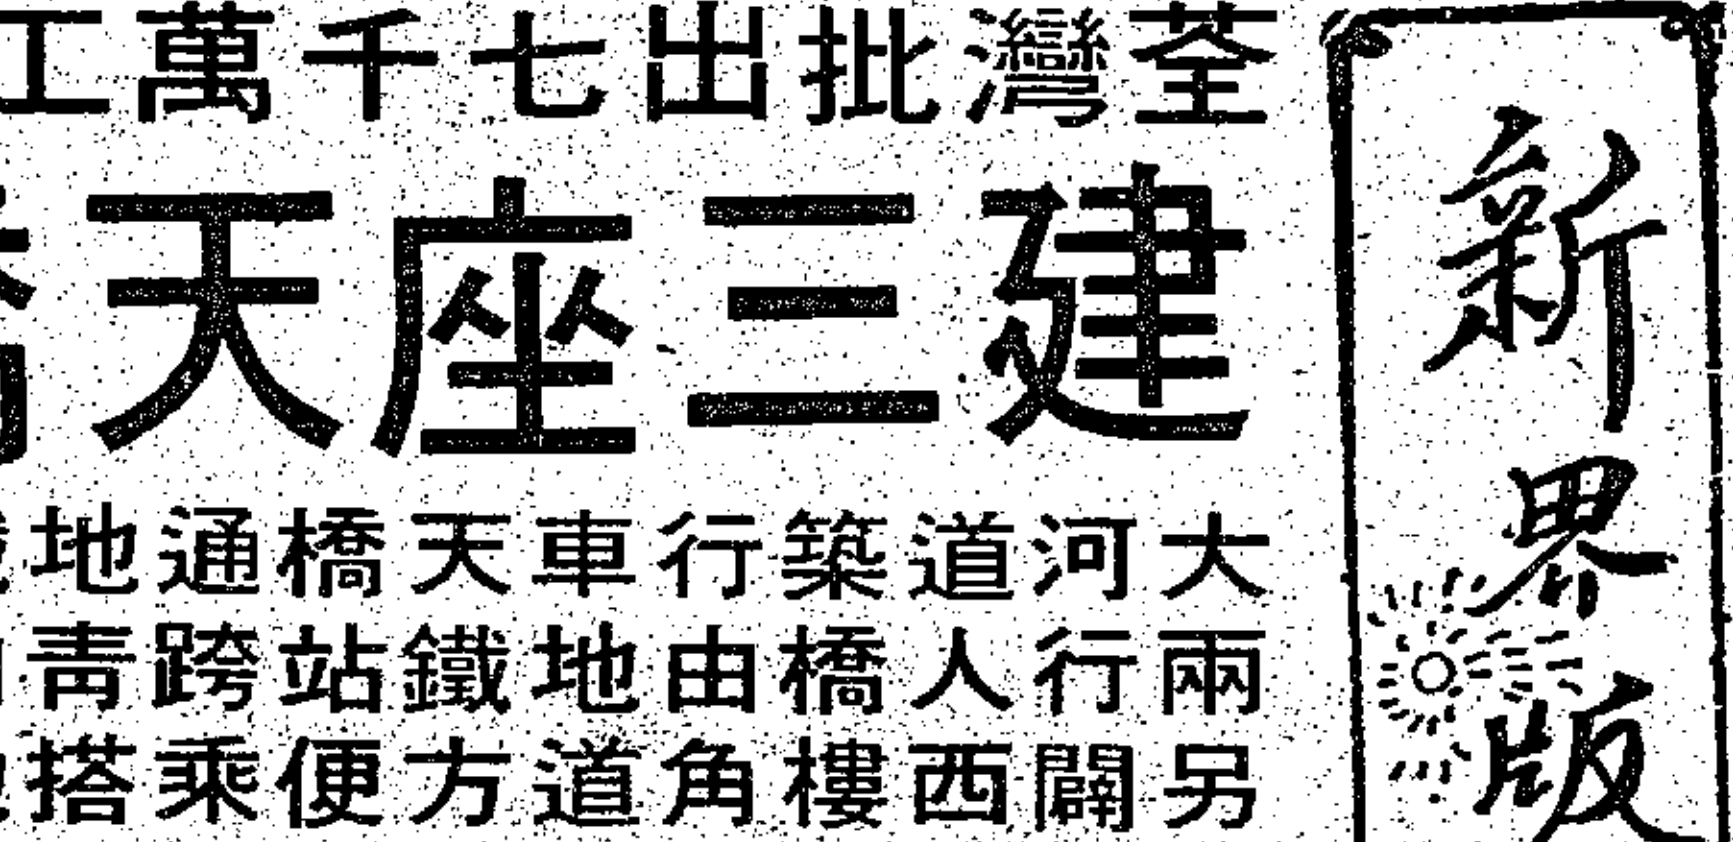 新界版
荃灣批出七千萬工
建三座天
大河道築行車天橋通地
兩行人橋由地鐵站跨青
另闢西樓角道方便乘搭